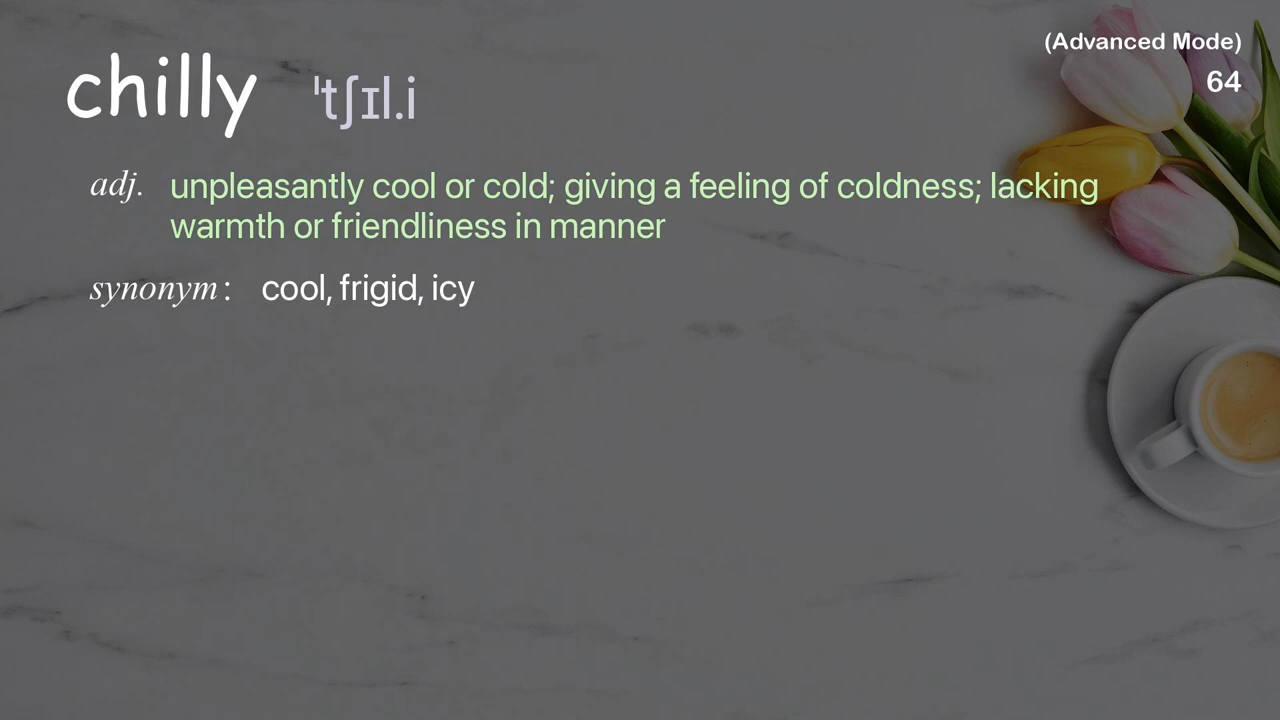 (Advanced Mode)
64
chilly ˈtʃɪl.i
adj. unpleasantly cool or cold; giving a feeling of coldness; lacking
warmth or friendliness in manner
synonym: cool, frigid, icy